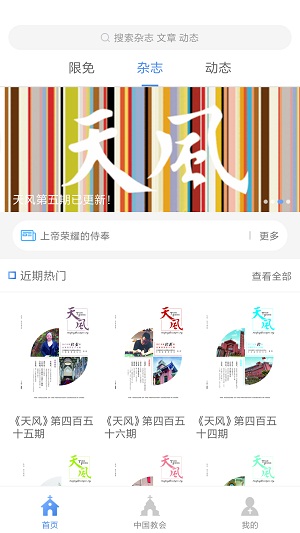 搜索杂志 文章 动态
限免 杂志 动态
天风
天风第五期已更新！
上帝荣耀的侍奉 更多
近期热门 查看全部
天风 天风 天风
《天风》第四百五十五期 《天风》第四百五十六期 《天风》第四百五十四期
天风 天风 天风
首页 中国教会 我的